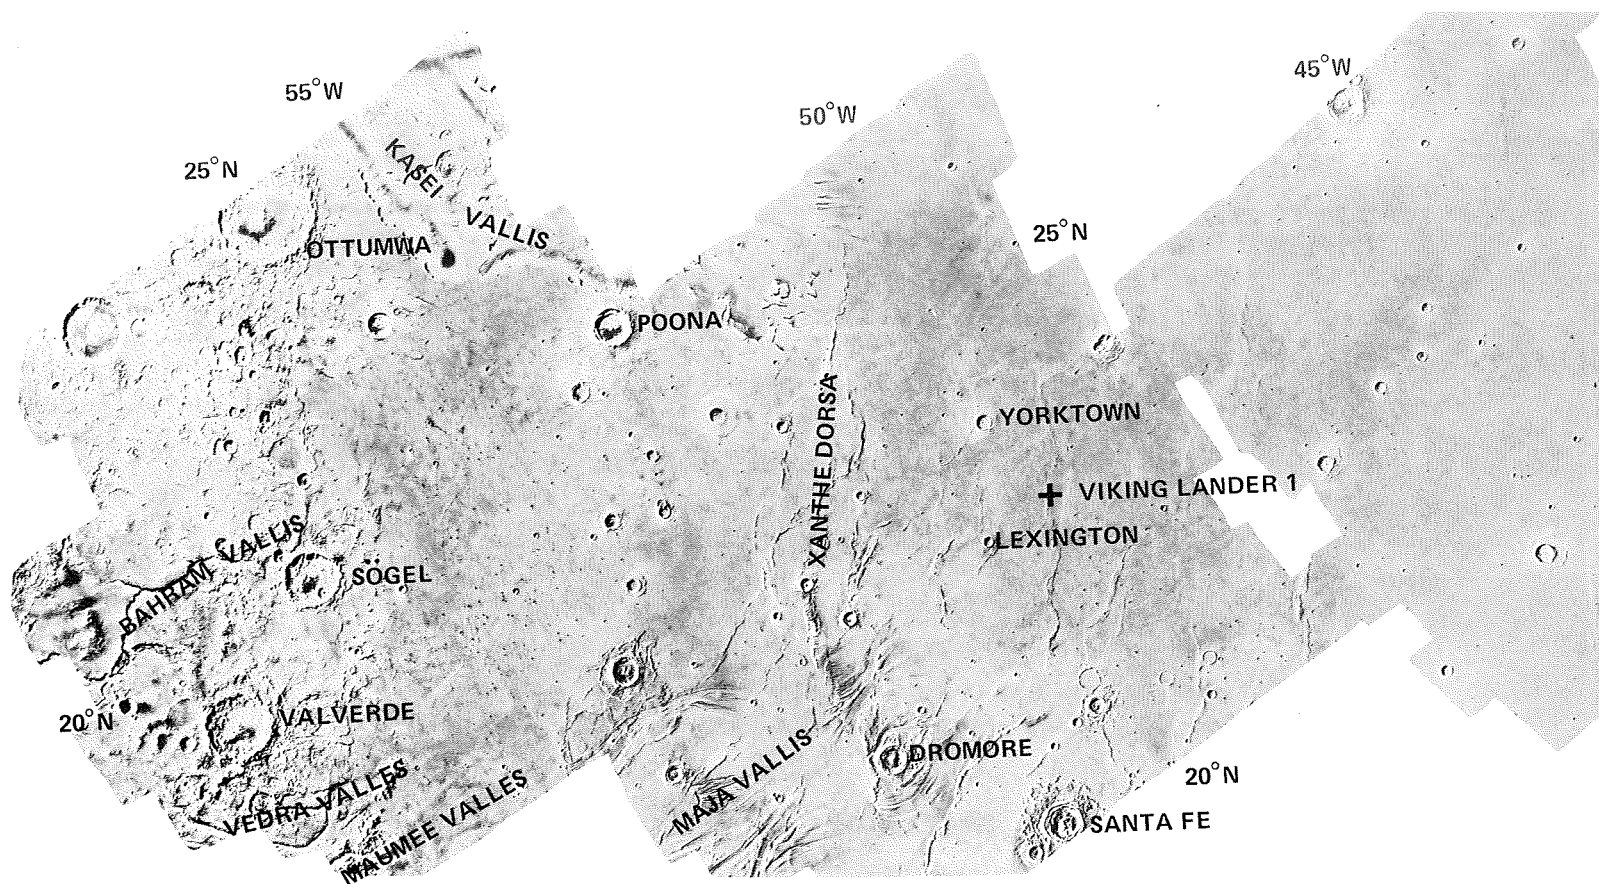 45°W
55°W
50°W
KASEI VALLIS
25°N
25°N
OTTUMWA
POONA
XANTHE DORSA
YORKTOWN
VIKING LANDER 1
LEXINGTON
BAHRAM VALLIS
SÖGEL
20°N
VALVERDE
DROMORE
MAJA VALLIS
20°N
VEDRA VALLES
MAUMEE VALLES
SANTA FE